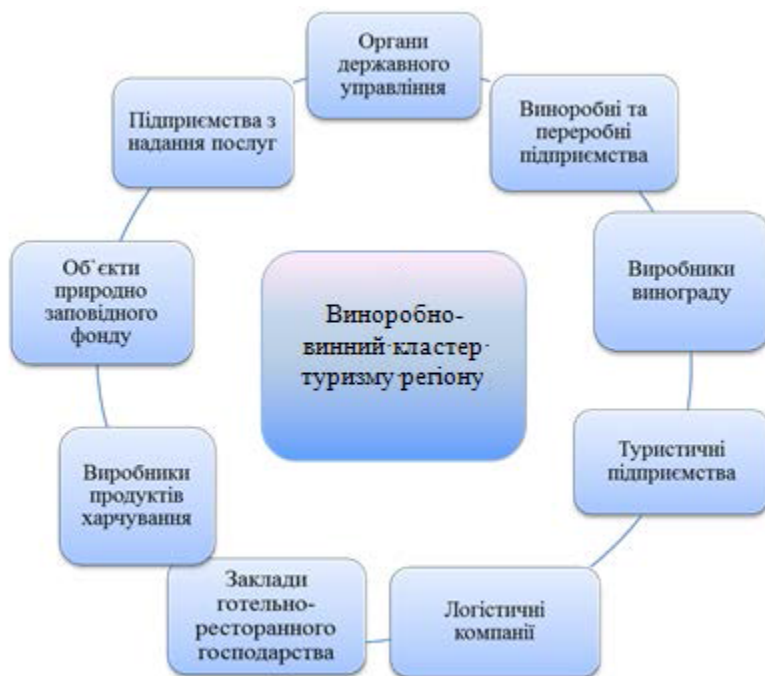 Органи
державного
управління
Виноробні та
переробні
підприємства
Виробники
винограду
Туристичні
підприємства
Логістичні
компанії
Заклади
готельно-
ресторанного
господарства
Виробники
продуктів
харчування
Об`єкти
природно
заповідного
фонду
Підприємства з
надання послуг
Виноробно-
винний·кластер·
туризму·регіону